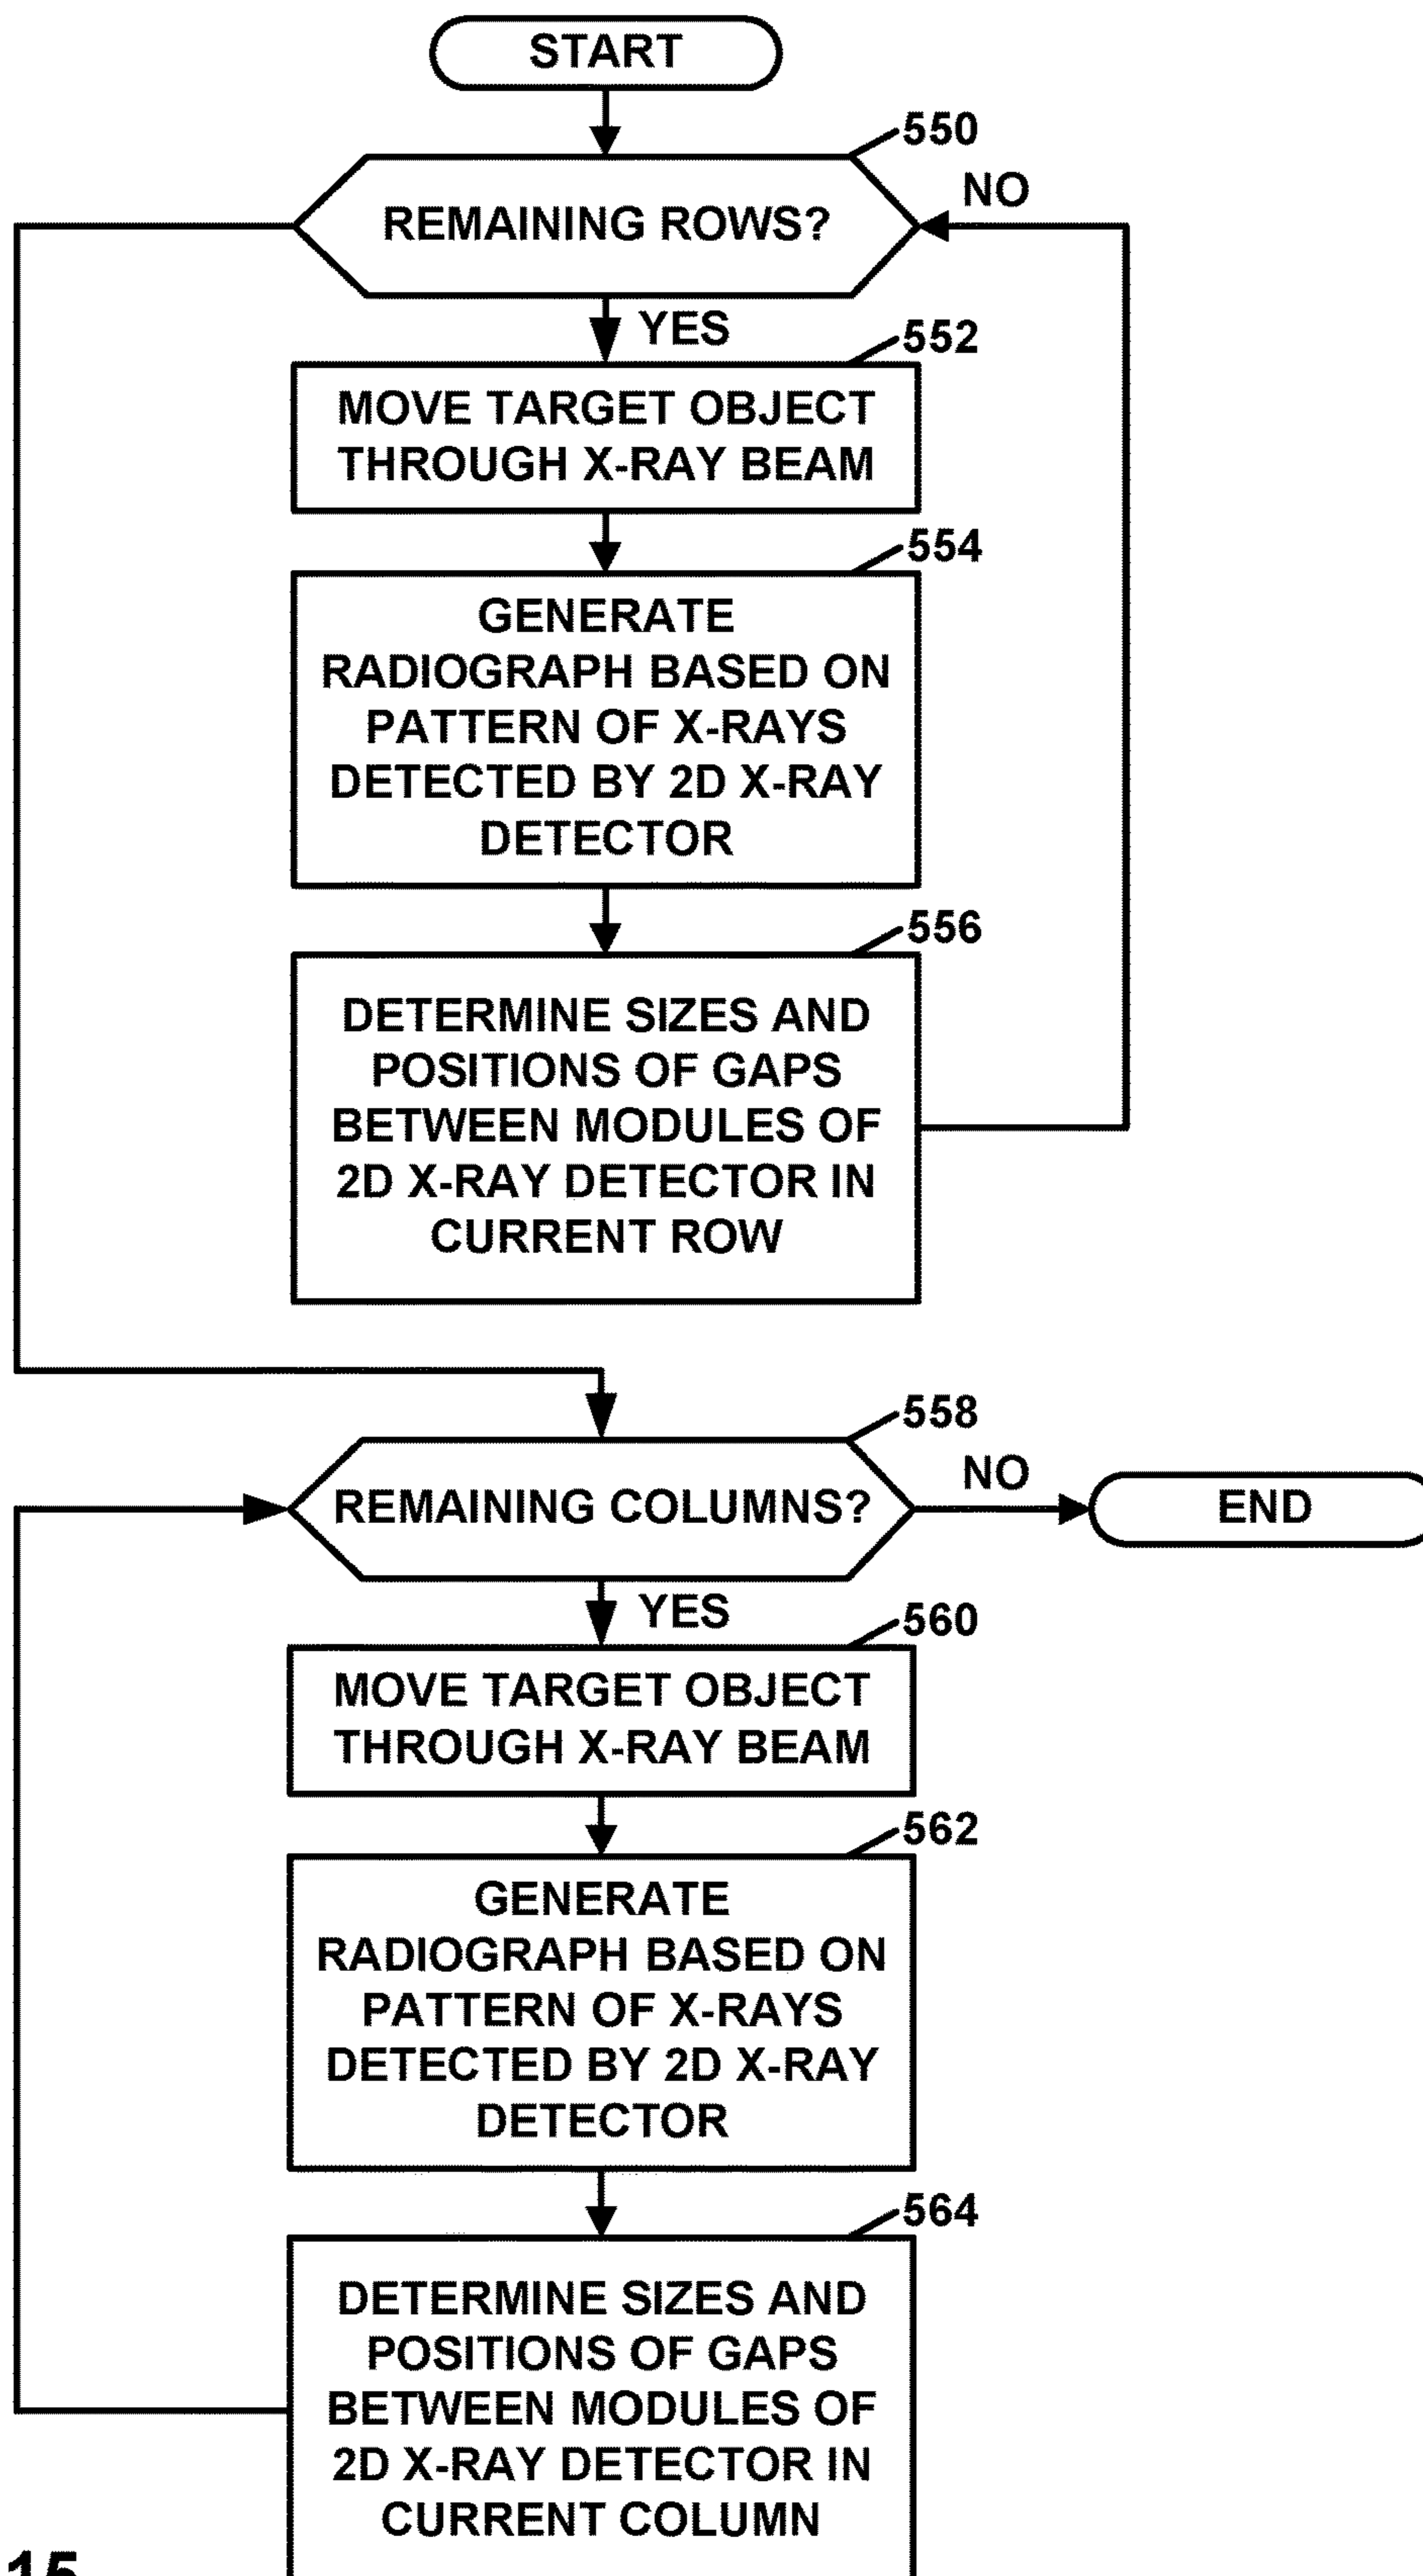 START
550
NO
REMAINING ROWS?
YES
552
MOVE TARGET OBJECT
THROUGH X-RAY BEAM
554
GENERATE
RADIOGRAPH BASED ON
PATTERN OF X-RAYS
DETECTED BY 2D X-RAY
DETECTOR
556
DETERMINE SIZES AND
POSITIONS OF GAPS
BETWEEN MODULES OF
2D X-RAY DETECTOR IN
CURRENT ROW
558
NO
REMAINING COLUMNS?
END
YES
560
MOVE TARGET OBJECT
THROUGH X-RAY BEAM
562
GENERATE
RADIOGRAPH BASED ON
PATTERN OF X-RAYS
DETECTED BY 2D X-RAY
DETECTOR
564
DETERMINE SIZES AND
POSITIONS OF GAPS
BETWEEN MODULES OF
2D X-RAY DETECTOR IN
CURRENT COLUMN
15